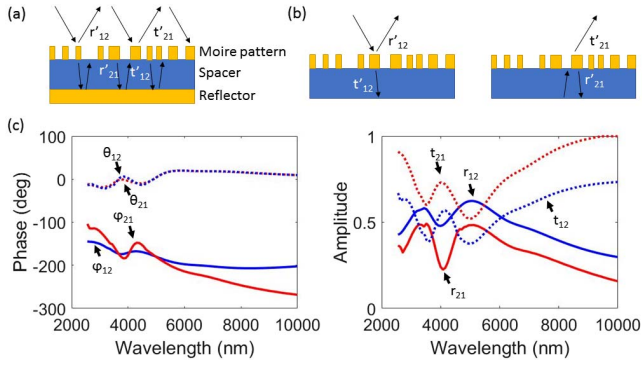 (a)
r'₁₂
t'₂₁
Moire pattern
r'₂₁
t'₁₂
Spacer
Reflector
(b)
r'₁₂
t'₁₂
t'₂₁
r'₂₁
(c)
100
0
-100
-200
-300
Phase (deg)
θ₁₂
θ₂₁
φ₂₁
φ₁₂
2000 4000 6000 8000 10000
Wavelength (nm)
1
0.5
0
Amplitude
t₂₁
r₁₂
t₁₂
r₂₁
2000 4000 6000 8000 10000
Wavelength (nm)